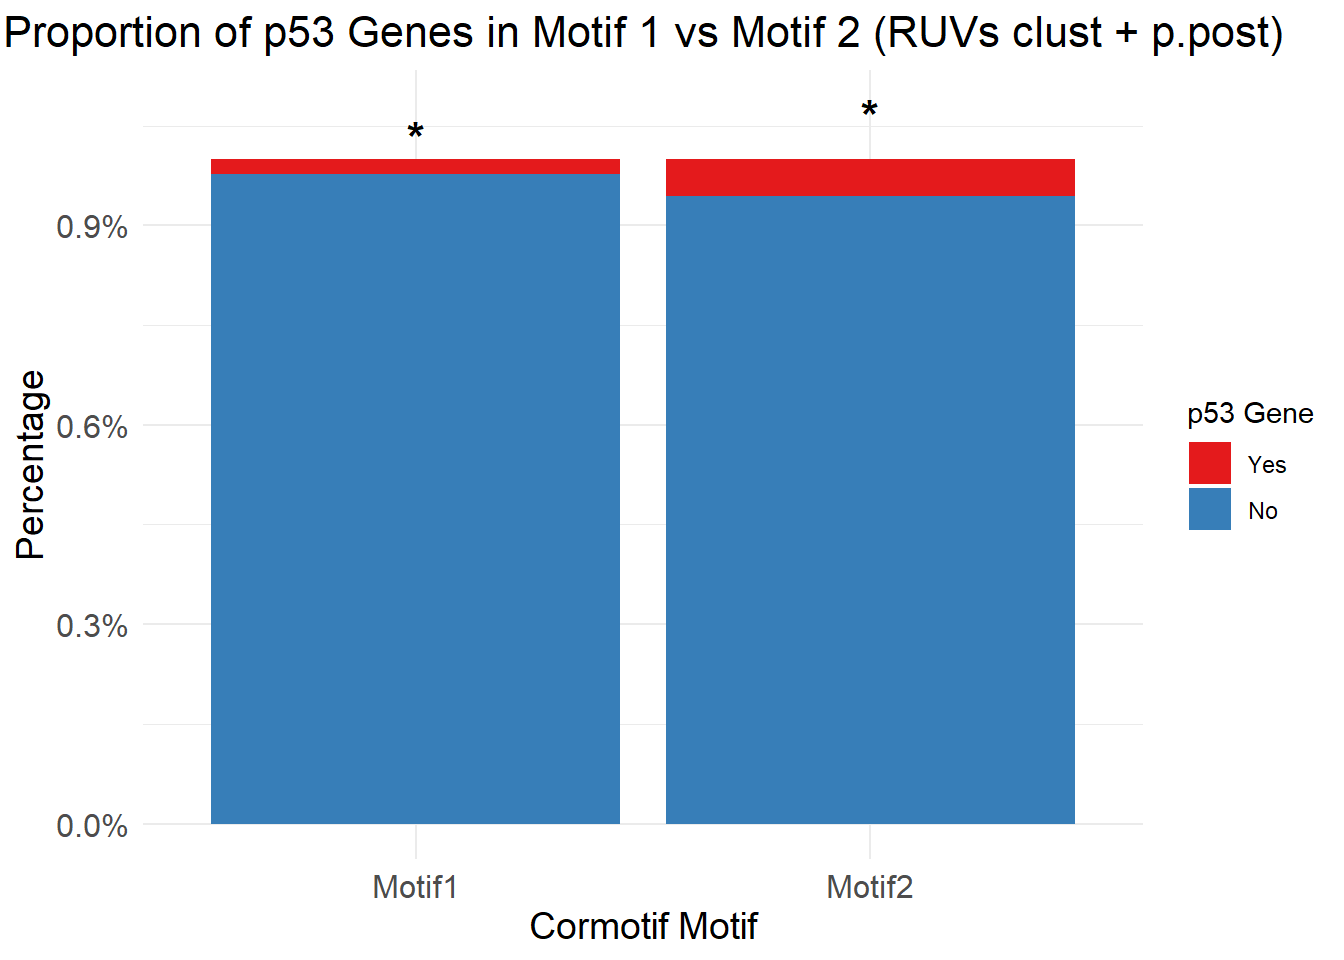 Proportion of p53 Genes in Motif 1 vs Motif 2 (RUVs clust + p.post)
*
*
0.9%
0.6%
0.3%
0.0%
Percentage
Motif1
Motif2
Cormotif Motif
p53 Gene
Yes
No